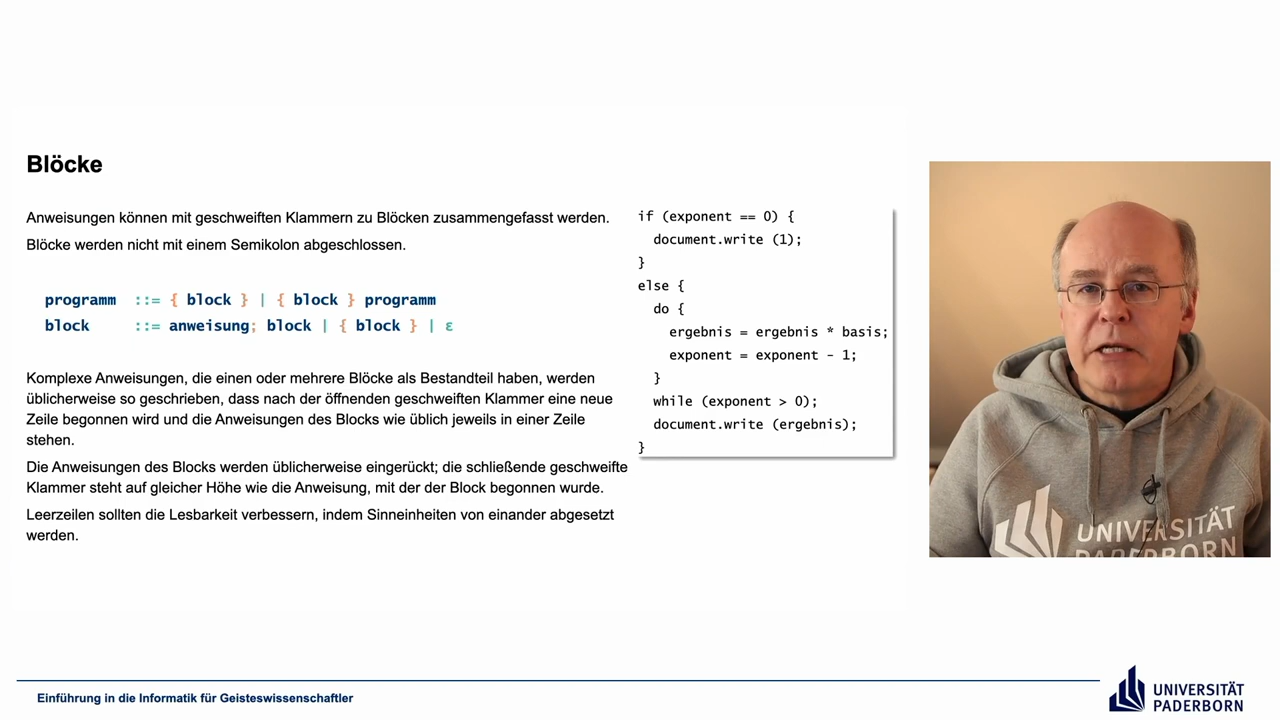 Blöcke
Anweisungen können mit geschweiften Klammern zu Blöcken zusammengefasst werden.
Blöcke werden nicht mit einem Semikolon abgeschlossen.
programm ::= { block } | { block } programm
block ::= anweisung; block | { block } | ε
Komplexe Anweisungen, die einen oder mehrere Blöcke als Bestandteil haben, werden
üblicherweise so geschrieben, dass nach der öffnenden geschweiften Klammer eine neue
Zeile begonnen wird und die Anweisungen des Blocks wie üblich jeweils in einer Zeile
stehen.
Die Anweisungen des Blocks werden üblicherweise eingerückt; die schließende geschweifte
Klammer steht auf gleicher Höhe wie die Anweisung, mit der der Block begonnen wurde.
Leerzeilen sollten die Lesbarkeit verbessern, indem Sinneinheiten von einander abgesetzt
werden.
if (exponent == 0) {
  document.write (1);
}
else {
  do {
    ergebnis = ergebnis * basis;
    exponent = exponent - 1;
  }
  while (exponent > 0);
  document.write (ergebnis);
}
UNIVERSITÄT
PADERBORN
Einführung in die Informatik für Geisteswissenschaftler
UNIVERSITÄT
PADERBORN